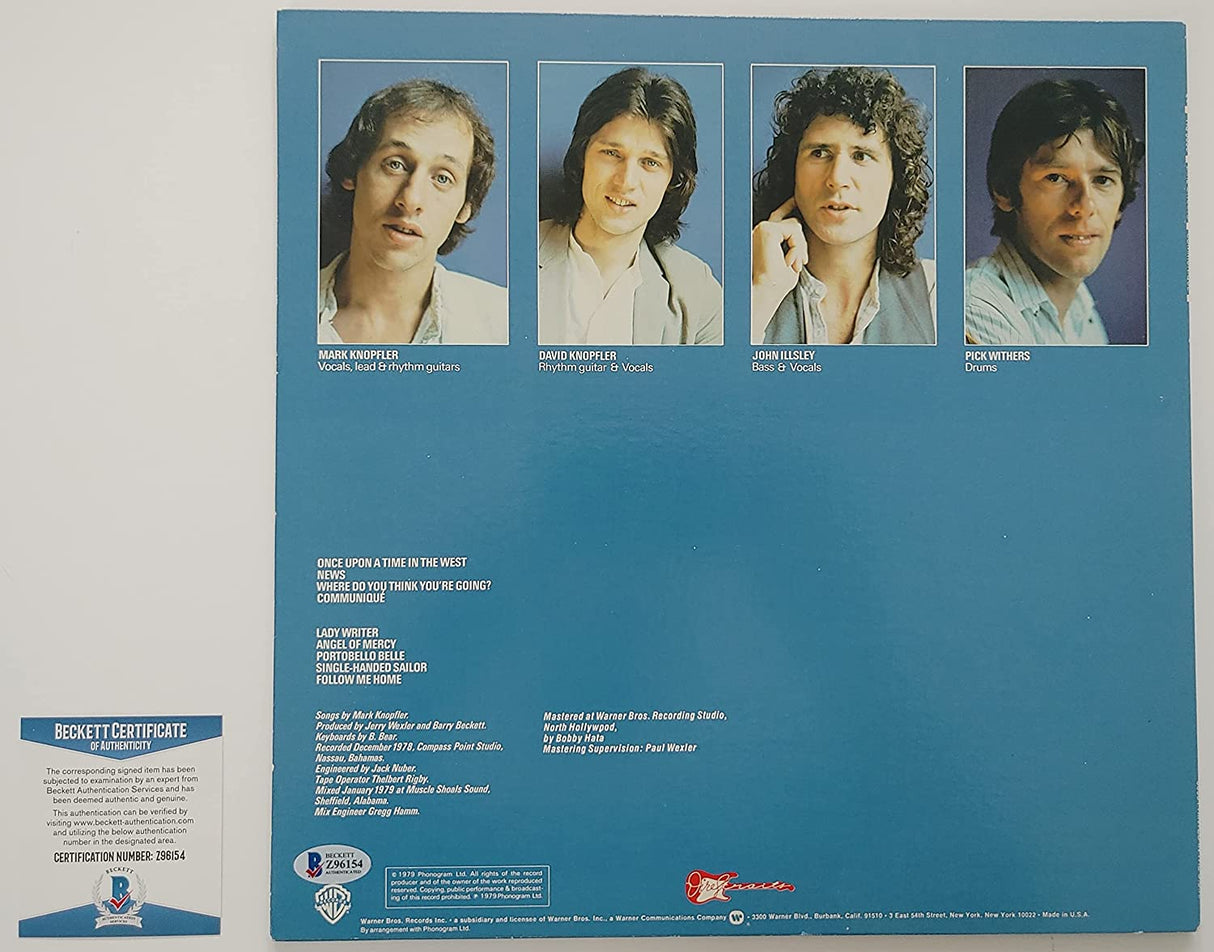 MARK KNOPFLER
Vocals, lead & rhythm guitars
DAVID KNOPFLER
Rhythm guitar & Vocals
JOHN ILLSLEY
Bass & Vocals
PICK WITHERS
Drums
ONCE UPON A TIME IN THE WEST
NEWS
WHERE DO YOU THINK YOU'RE GOING?
COMMUNIQUÉ
LADY WRITER
ANGEL OF MERCY
PORTOBELLO BELLE
SINGLE-HANDED SAILOR
FOLLOW ME HOME
Songs by Mark Knopfler.
Produced by Jerry Wexler and Barry Beckett.
Keyboards by B. Bear.
Recorded December 1978, Compass Point Studio,
Nassau, Bahamas.
Engineered by Jack Nuber.
Tape Operator Thelbert Rigby.
Mixed January 1979 at Muscle Shoals Sound,
Sheffield, Alabama.
Mix Engineer Gregg Hamm.
Mastered at Warner Bros. Recording Studio,
North Hollywood,
by Bobby Hata
Mastering Supervision: Paul Wexler
BECKETT CERTIFICATE
OF AUTHENTICITY
The corresponding signed item has been
subjected to examination by an expert from
Beckett Authentication Services and has
been deemed authentic and genuine.
This authentication can be verified by
visiting www.beckett-authentication.com
and utilizing the below authentication
number in the designated area.
CERTIFICATION NUMBER: Z96154
BECKETT
B
AUTHENTICATION
SERVICES
B
BECKETT
Z96154
AUTHENTICATED
© 1979 Phonogram Ltd. All rights of the record
producer and of the owner of the work reproduced
reserved. Copying, public performance & broadcast-
ing of this record prohibited. ℗ 1979 Phonogram Ltd.
Dire Straits
Warner Bros. Records Inc. • a subsidiary and licensee of Warner Bros. Inc., a Warner Communications Company W • 3300 Warner Blvd., Burbank, Calif. 91510 • 3 East 54th Street, New York, New York 10022 • Made in U.S.A.
By arrangement with Phonogram Ltd.